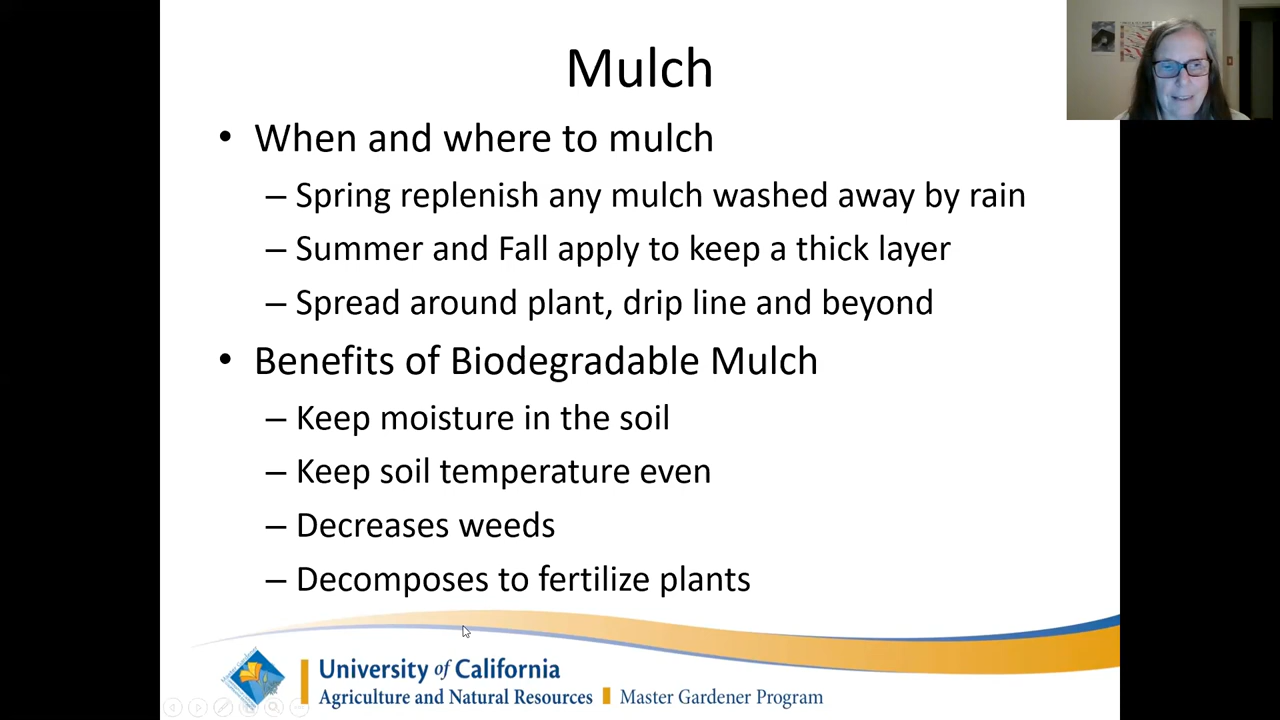 Mulch
• When and where to mulch
– Spring replenish any mulch washed away by rain
– Summer and Fall apply to keep a thick layer
– Spread around plant, drip line and beyond
• Benefits of Biodegradable Mulch
– Keep moisture in the soil
– Keep soil temperature even
– Decreases weeds
– Decomposes to fertilize plants
University of California
Agriculture and Natural Resources Master Gardener Program